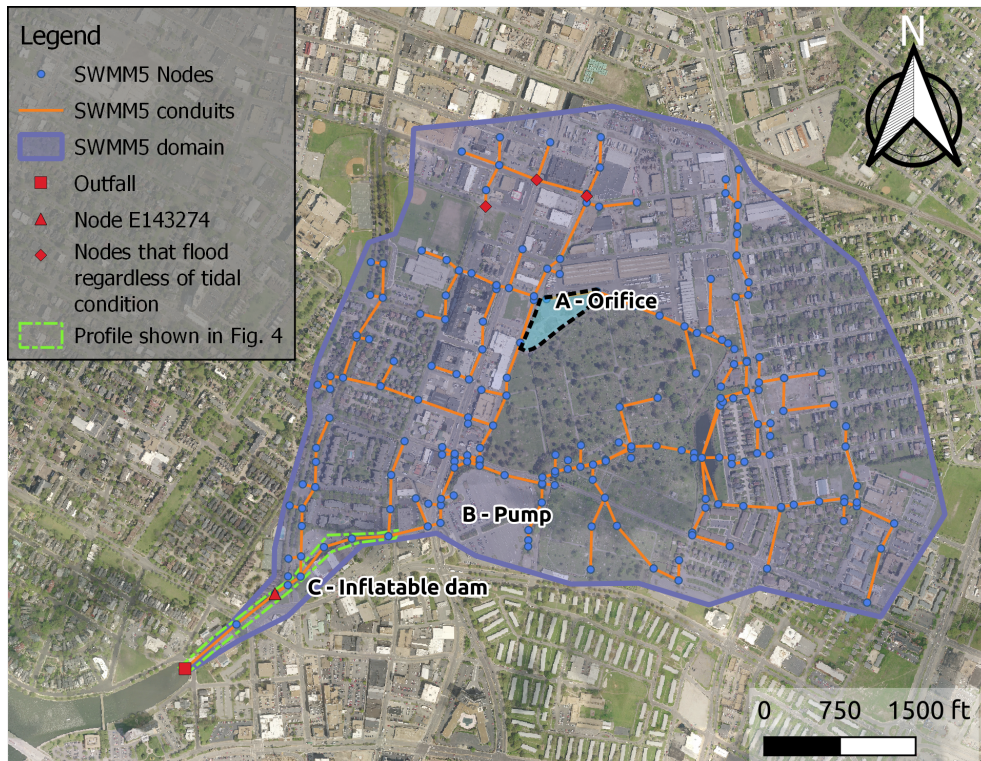 Legend
SWMM5 Nodes
SWMM5 conduits
SWMM5 domain
Outfall
Node E143274
Nodes that flood
regardless of tidal
condition
Profile shown in Fig. 4
N
A - Orifice
B - Pump
C - Inflatable dam
0 750 1500 ft